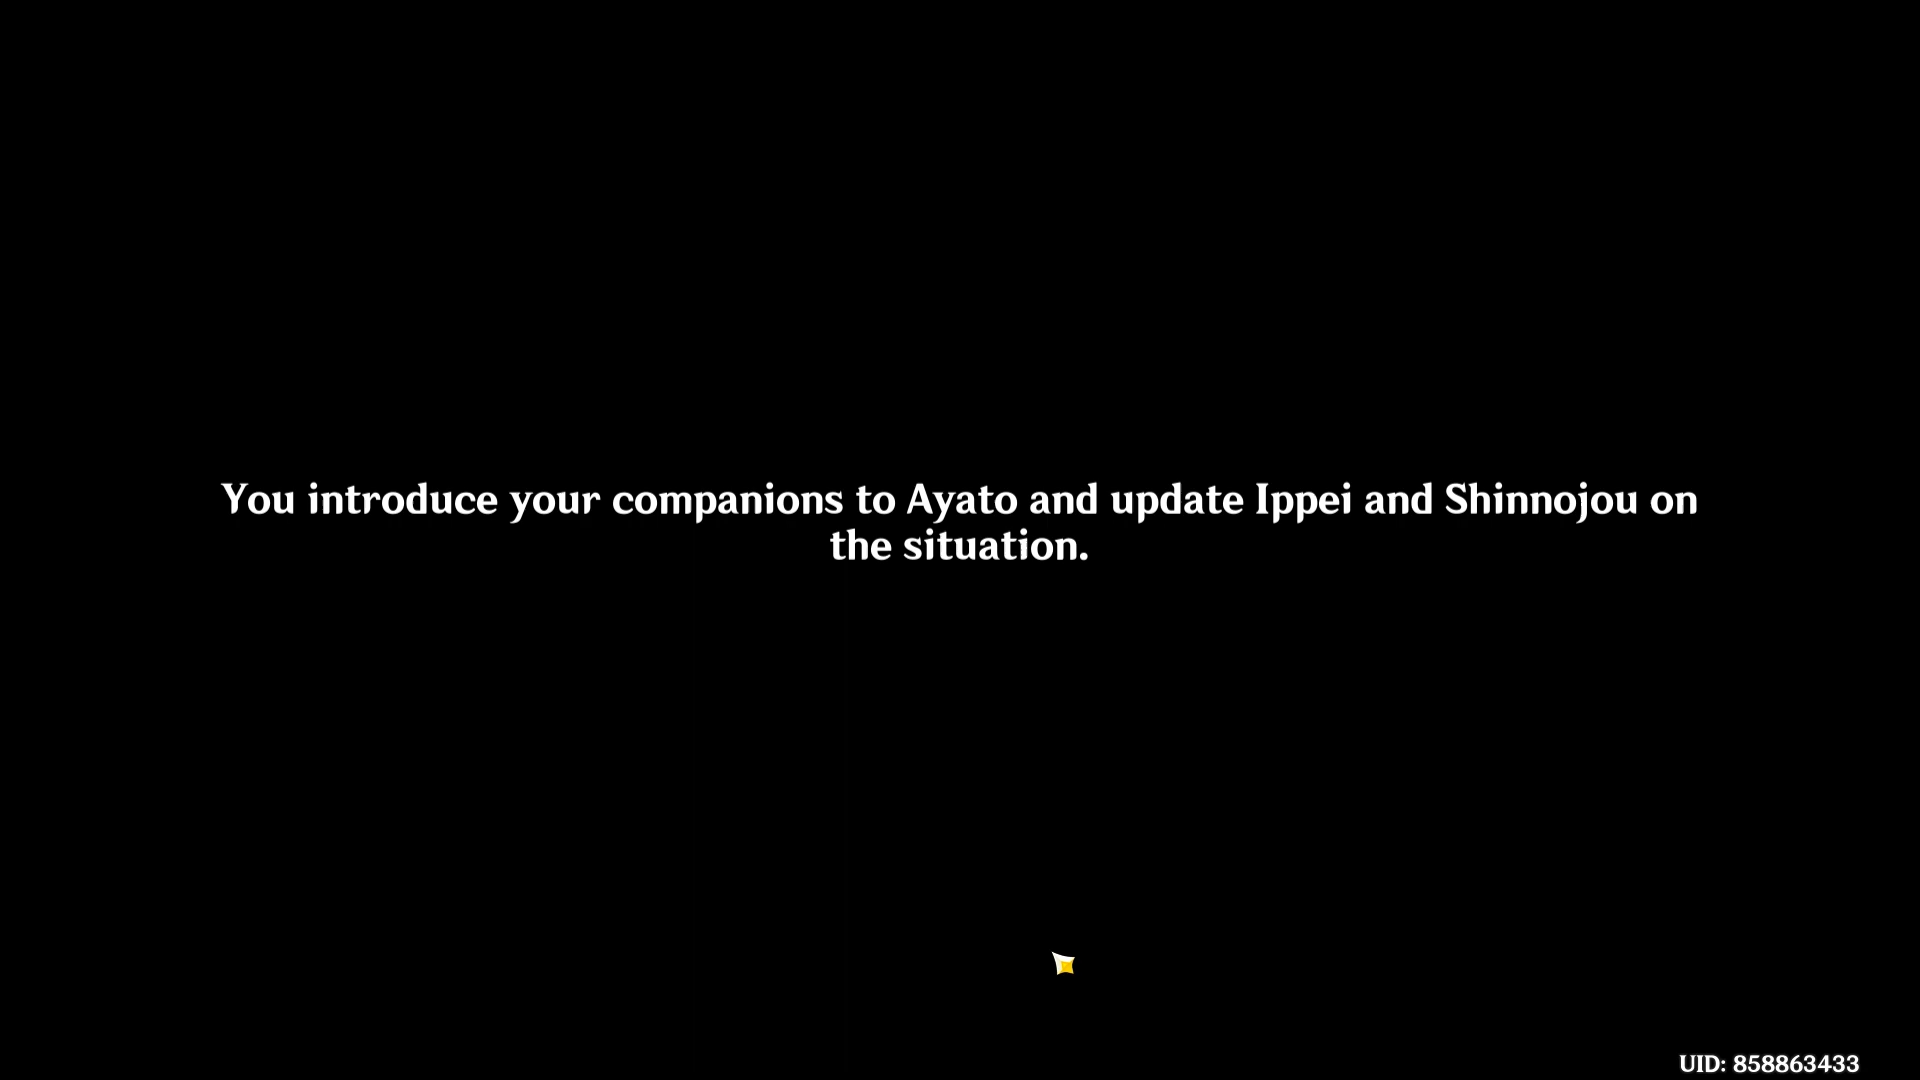 You introduce your companions to Ayato and update Ippei and Shinnojou on
the situation.
UID: 858863433